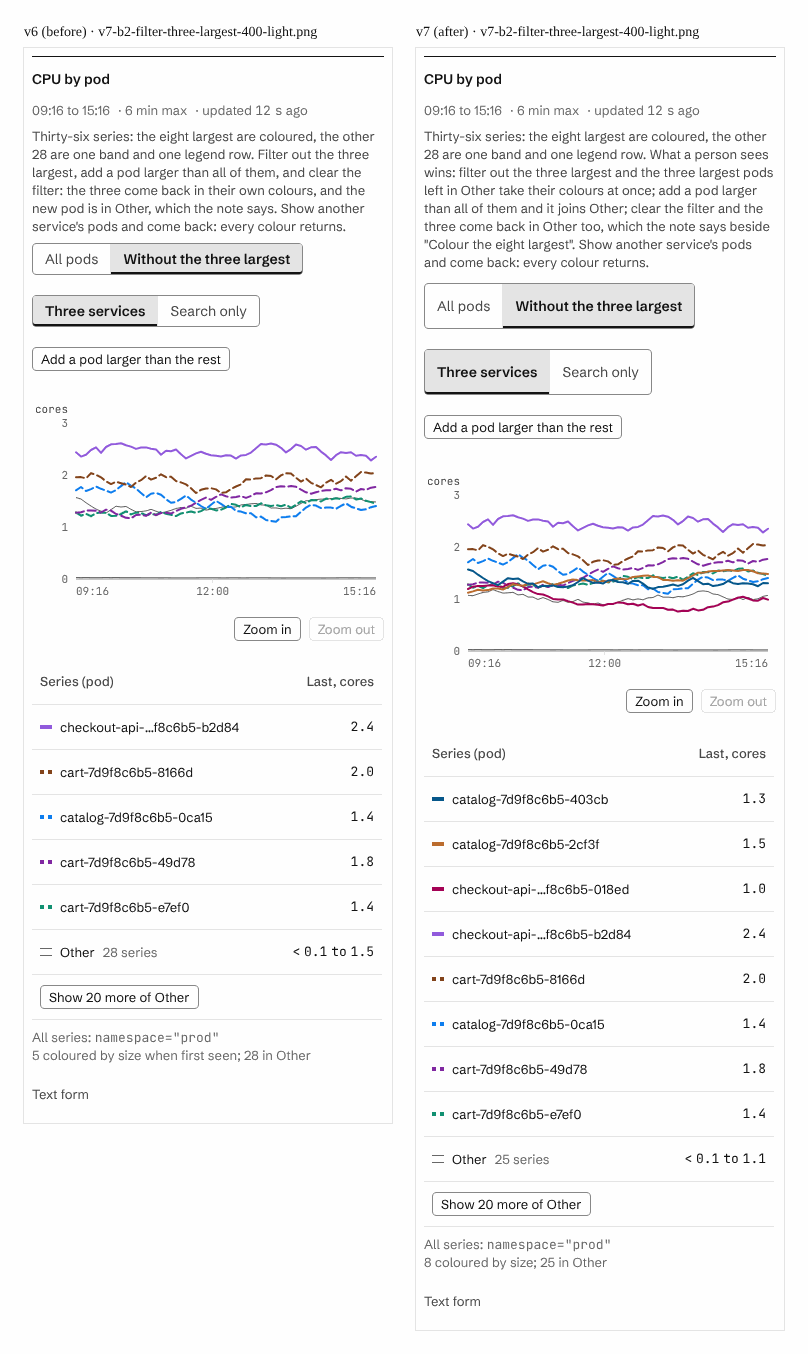 v6 (before) · v7-b2-filter-three-largest-400-light.png
CPU by pod
09:16 to 15:16 · 6 min max · updated 12 s ago
Thirty-six series: the eight largest are coloured, the other
28 are one band and one legend row. Filter out the three
largest, add a pod larger than all of them, and clear the
filter: the three come back in their own colours, and the
new pod is in Other, which the note says. Show another
service's pods and come back: every colour returns.
All pods Without the three largest
Three services Search only
Add a pod larger than the rest
cores
3
2
1
0
09:16 12:00 15:16
Zoom in Zoom out
Series (pod) Last, cores
checkout-api-…f8c6b5-b2d84 2.4
cart-7d9f8c6b5-8166d 2.0
catalog-7d9f8c6b5-0ca15 1.4
cart-7d9f8c6b5-49d78 1.8
cart-7d9f8c6b5-e7ef0 1.4
Other 28 series < 0.1 to 1.5
Show 20 more of Other
All series: namespace="prod"
5 coloured by size when first seen; 28 in Other
Text form
v7 (after) · v7-b2-filter-three-largest-400-light.png
CPU by pod
09:16 to 15:16 · 6 min max · updated 12 s ago
Thirty-six series: the eight largest are coloured, the other
28 are one band and one legend row. What a person sees
wins: filter out the three largest and the three largest pods
left in Other take their colours at once; add a pod larger
than all of them and it joins Other; clear the filter and the
three come back in Other too, which the note says beside
"Colour the eight largest". Show another service's pods
and come back: every colour returns.
All pods Without the three largest
Three services Search only
Add a pod larger than the rest
cores
3
2
1
0
09:16 12:00 15:16
Zoom in Zoom out
Series (pod) Last, cores
catalog-7d9f8c6b5-403cb 1.3
catalog-7d9f8c6b5-2cf3f 1.5
checkout-api-…f8c6b5-018ed 1.0
checkout-api-…f8c6b5-b2d84 2.4
cart-7d9f8c6b5-8166d 2.0
catalog-7d9f8c6b5-0ca15 1.4
cart-7d9f8c6b5-49d78 1.8
cart-7d9f8c6b5-e7ef0 1.4
Other 25 series < 0.1 to 1.1
Show 20 more of Other
All series: namespace="prod"
8 coloured by size; 25 in Other
Text form